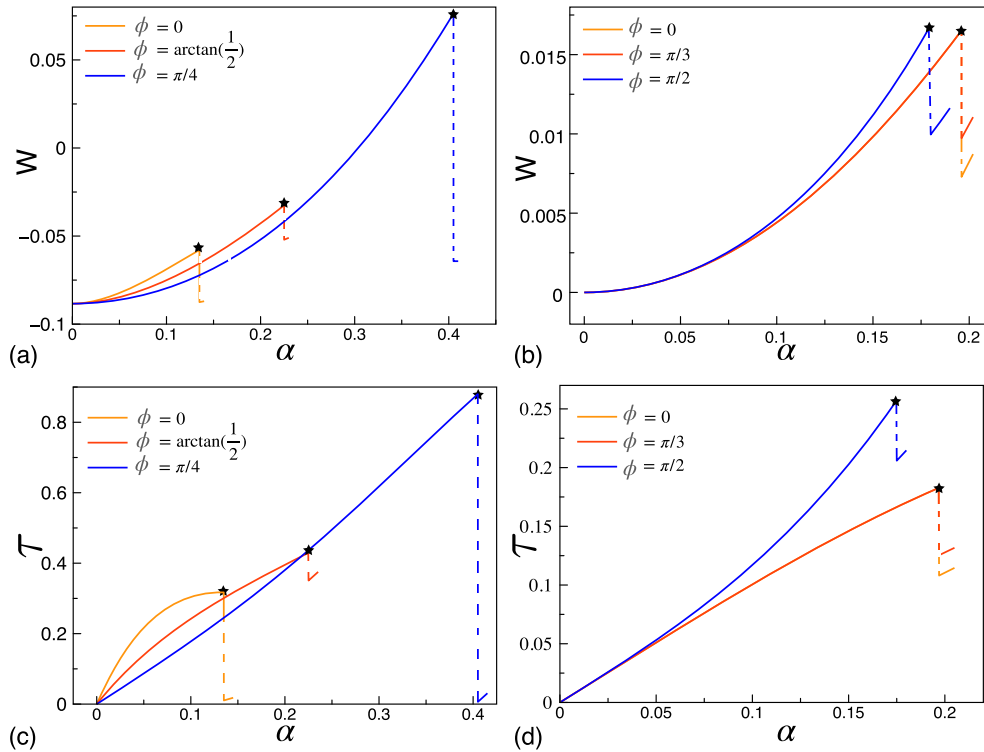 W
0.05
0
−0.05
−0.1
0
0.1
0.2
0.3
0.4
α
ϕ = 0
ϕ = arctan(1/2)
ϕ = π/4
(a)
W
0.015
0.01
0.005
0
0
0.05
0.1
0.15
0.2
α
ϕ = 0
ϕ = π/3
ϕ = π/2
(b)
𝒯
0.8
0.6
0.4
0.2
0
0
0.1
0.2
0.3
0.4
α
ϕ = 0
ϕ = arctan(1/2)
ϕ = π/4
(c)
𝒯
0.25
0.2
0.15
0.1
0.05
0
0
0.05
0.1
0.15
0.2
α
ϕ = 0
ϕ = π/3
ϕ = π/2
(d)